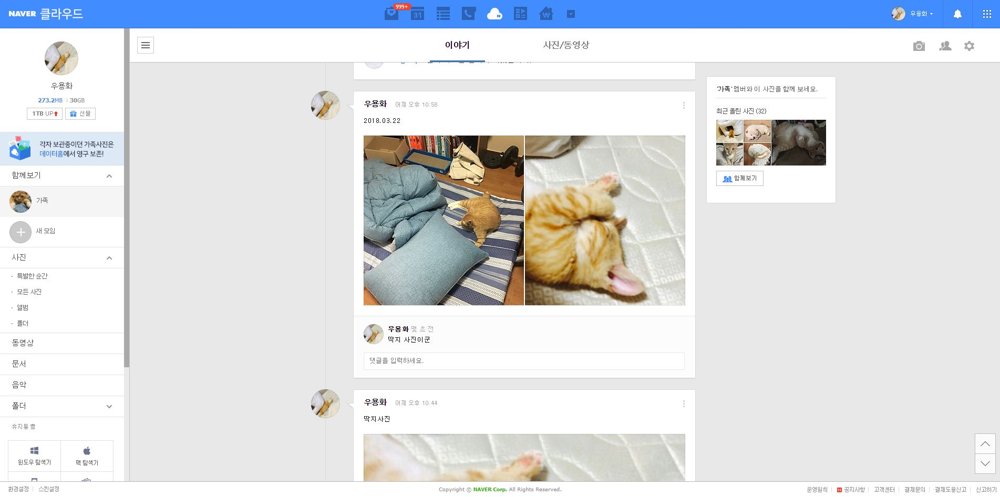 NAVER 클라우드
999+
31
우용화
우용화
273.2MB | 30GB
1TB UP
선물
각자 보관중이던 가족사진은
데이터홈에서 영구 보존!
함께보기
가족
새 모임
사진
· 특별한 순간
· 모든 사진
· 앨범
· 폴더
동영상
문서
음악
폴더
휴지통
윈도우 탐색기
맥 탐색기
이야기
사진/동영상
우용화 어제 오후 10:58
2018.03.22
우용화 몇 초 전
딱지 사진이군
댓글을 입력하세요.
우용화 어제 오후 10:44
딱지사진
'가족' 멤버와 이 사진을 함께 보세요.
최근 올린 사진 (32)
함께보기
환경설정 | 스킨설정
Copyright © NAVER Corp. All Rights Reserved.
운영원칙 | N 공지사항 | 고객센터 | 결제문의 | 결제도용신고 | 신고하기